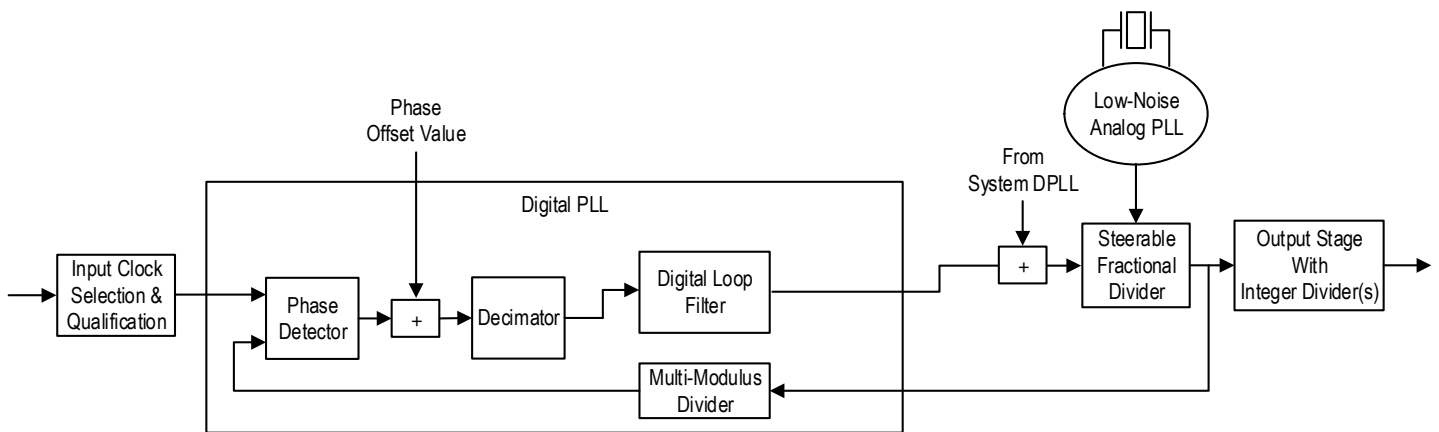 Low-Noise
Analog PLL
Phase
Offset Value
From
System DPLL
Digital PLL
Input Clock
Selection &
Qualification
Phase
Detector
+
Decimator
Digital Loop
Filter
+
Steerable
Fractional
Divider
Output Stage
With
Integer Divider(s)
Multi-Modulus
Divider